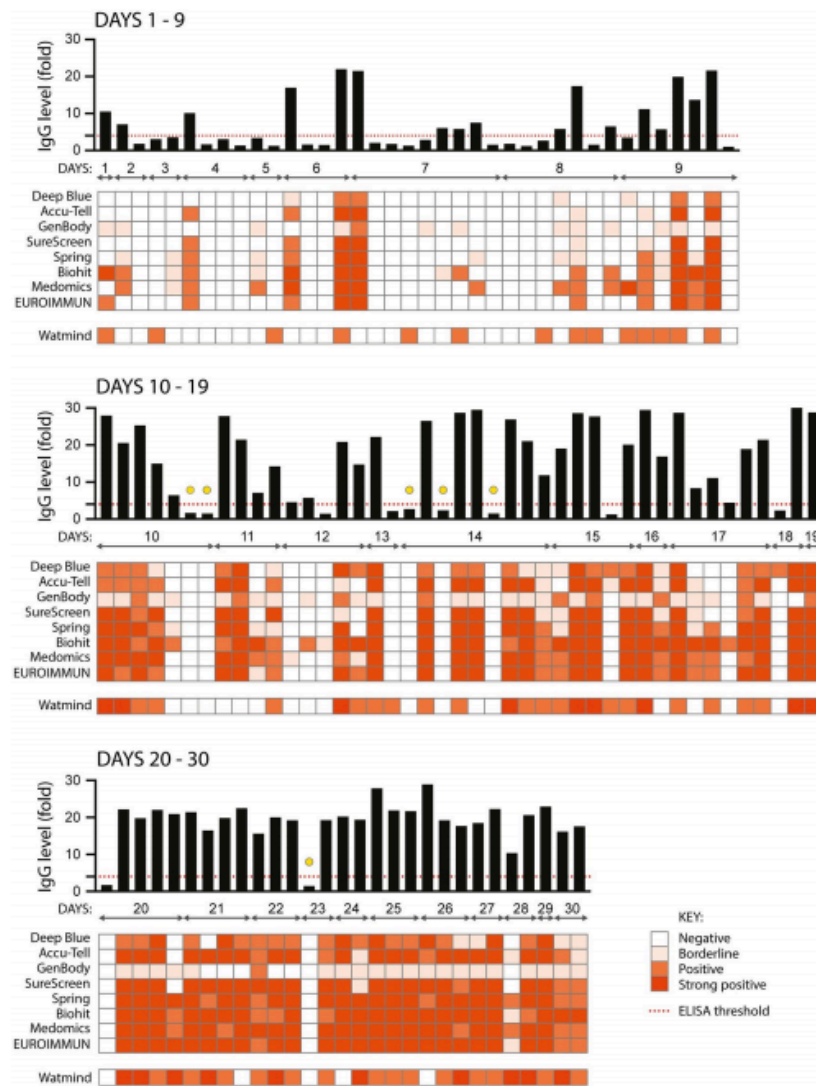 DAYS 1 - 9
IgG level (fold)
30
20
10
0
DAYS: 1 2 3 4 5 6 7 8 9
Deep Blue
Accu-Tell
GenBody
SureScreen
Spring
Biohit
Medomics
EUROIMMUN
Watmind
DAYS 10 - 19
IgG level (fold)
30
20
10
0
DAYS: 10 11 12 13 14 15 16 17 18 19
Deep Blue
Accu-Tell
GenBody
SureScreen
Spring
Biohit
Medomics
EUROIMMUN
Watmind
DAYS 20 - 30
IgG level (fold)
30
20
10
0
DAYS: 20 21 22 23 24 25 26 27 28 29 30
Deep Blue
Accu-Tell
GenBody
SureScreen
Spring
Biohit
Medomics
EUROIMMUN
Watmind
KEY:
Negative
Borderline
Positive
Strong positive
ELISA threshold